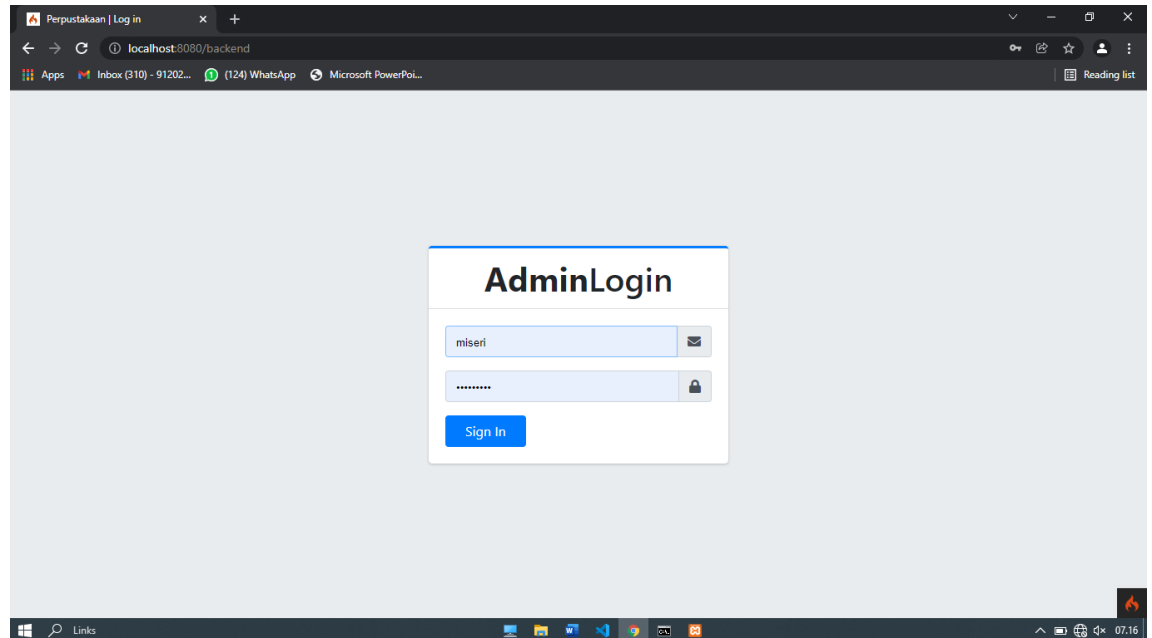 Perpustakaan | Log in
localhost:8080/backend
Apps Inbox (310) - 91202... (124) WhatsApp Microsoft PowerPoi... Reading list
AdminLogin
miseri
•••••••••
Sign In
Links 07.16